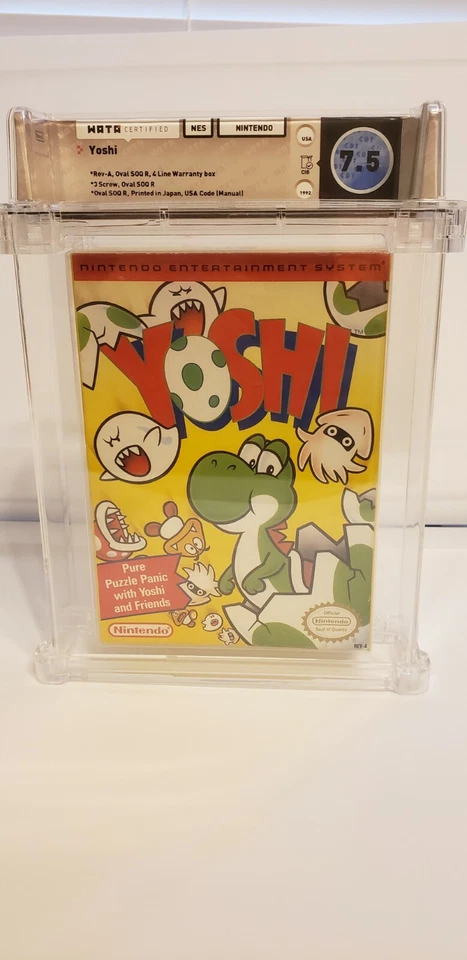 WATA CERTIFIED NES NINTENDO
Yoshi
*Rev-A, Oval SOQ R, 4 Line Warranty box
*3 Screw, Oval SOQ R
*Oval SOQ R, Printed in Japan, USA Code (Manual)
USA
CIB
1992
7.5
NINTENDO ENTERTAINMENT SYSTEM
YOSHI
TM
Pure
Puzzle Panic
with Yoshi
and Friends
Nintendo
Official
Nintendo
Seal of Quality
REV-A